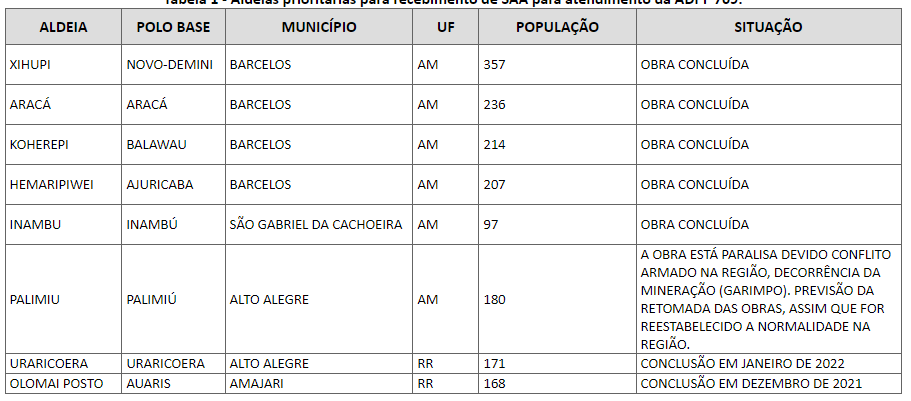 Tabela 1 - Aldeias prioritárias para recebimento de SAA para atendimento da ADPF 709.
ALDEIA POLO BASE MUNICÍPIO UF POPULAÇÃO SITUAÇÃO
XIHUPI NOVO-DEMINI BARCELOS AM 357 OBRA CONCLUÍDA
ARACÁ ARACÁ BARCELOS AM 236 OBRA CONCLUÍDA
KOHEREPI BALAWAU BARCELOS AM 214 OBRA CONCLUÍDA
HEMARIPIWEI AJURICABA BARCELOS AM 207 OBRA CONCLUÍDA
INAMBU INAMBÚ SÃO GABRIEL DA CACHOEIRA AM 97 OBRA CONCLUÍDA
PALIMIU PALIMIÚ ALTO ALEGRE AM 180
A OBRA ESTÁ PARALISA DEVIDO CONFLITO
ARMADO NA REGIÃO, DECORRÊNCIA DA
MINERAÇÃO (GARIMPO). PREVISÃO DA
RETOMADA DAS OBRAS, ASSIM QUE FOR
REESTABELECIDO A NORMALIDADE NA
REGIÃO.
URARICOERA URARICOERA ALTO ALEGRE RR 171 CONCLUSÃO EM JANEIRO DE 2022
OLOMAI POSTO AUARIS AMAJARI RR 168 CONCLUSÃO EM DEZEMBRO DE 2021